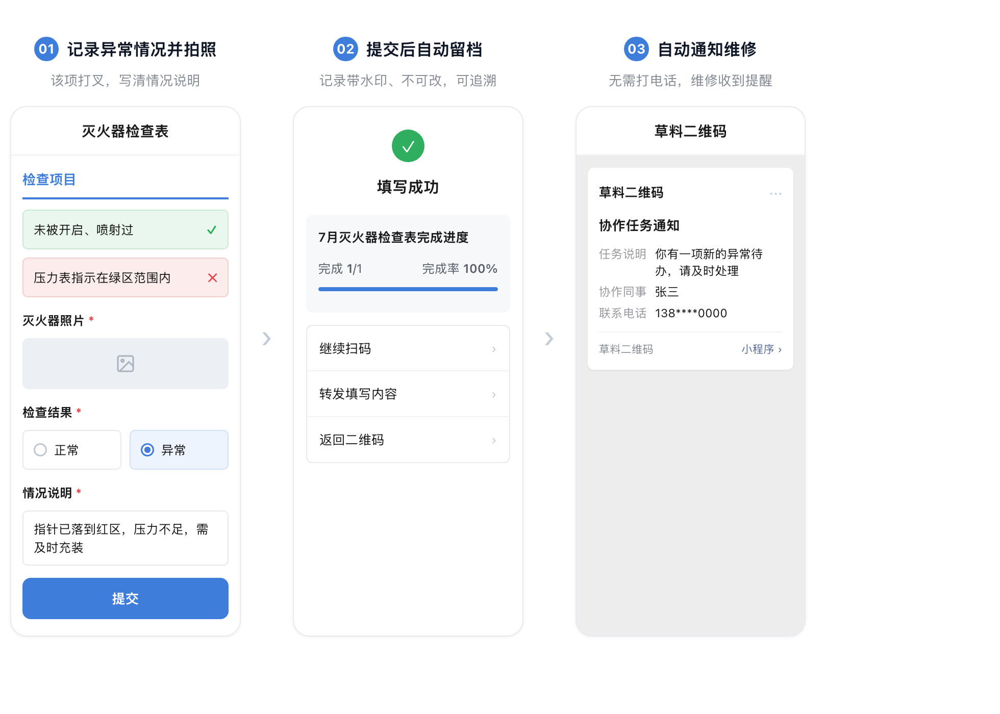 01 记录异常情况并拍照
该项打叉，写清情况说明
灭火器检查表
检查项目
未被开启、喷射过
压力表指示在绿区范围内
灭火器照片 *
检查结果 *
正常
异常
情况说明 *
指针已落到红区，压力不足，需
及时充装
提交
02 提交后自动留档
记录带水印、不可改，可追溯
填写成功
7月灭火器检查表完成进度
完成 1/1 完成率 100%
继续扫码 ›
转发填写内容 ›
返回二维码 ›
03 自动通知维修
无需打电话，维修收到提醒
草料二维码
草料二维码 ...
协作任务通知
任务说明 你有一项新的异常待
办，请及时处理
协作同事 张三
联系电话 138****0000
草料二维码 小程序 ›